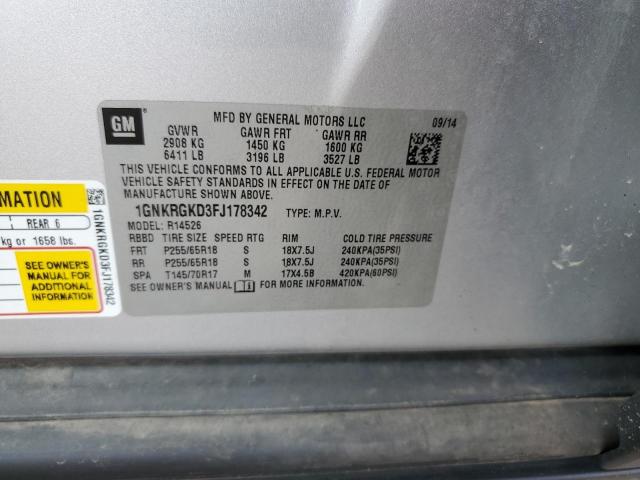 GM
MFD BY GENERAL MOTORS LLC
09/14
GVWR GAWR FRT GAWR RR
2908 KG 1450 KG 1600 KG
6411 LB 3196 LB 3527 LB
THIS VEHICLE CONFORMS TO ALL APPLICABLE U.S. FEDERAL MOTOR
VEHICLE SAFETY STANDARDS IN EFFECT ON THE DATE OF
MANUFACTURE SHOWN ABOVE.
1GNKRGKD3FJ178342 TYPE: M.P.V.
MODEL: R14526
RBBD TIRE SIZE SPEED RTG RIM COLD TIRE PRESSURE
FRT P255/65R18 S 18X7.5J 240KPA(35PSI)
RR P255/65R18 S 18X7.5J 240KPA(35PSI)
SPA T145/70R17 M 17X4.5B 420KPA(60PSI)
SEE OWNER'S MANUAL FOR MORE INFORMATION.
REAR 6
kg or 1658 lbs.
SEE OWNER'S
MANUAL FOR
ADDITIONAL
INFORMATION
1GNKRGKD3FJ178342